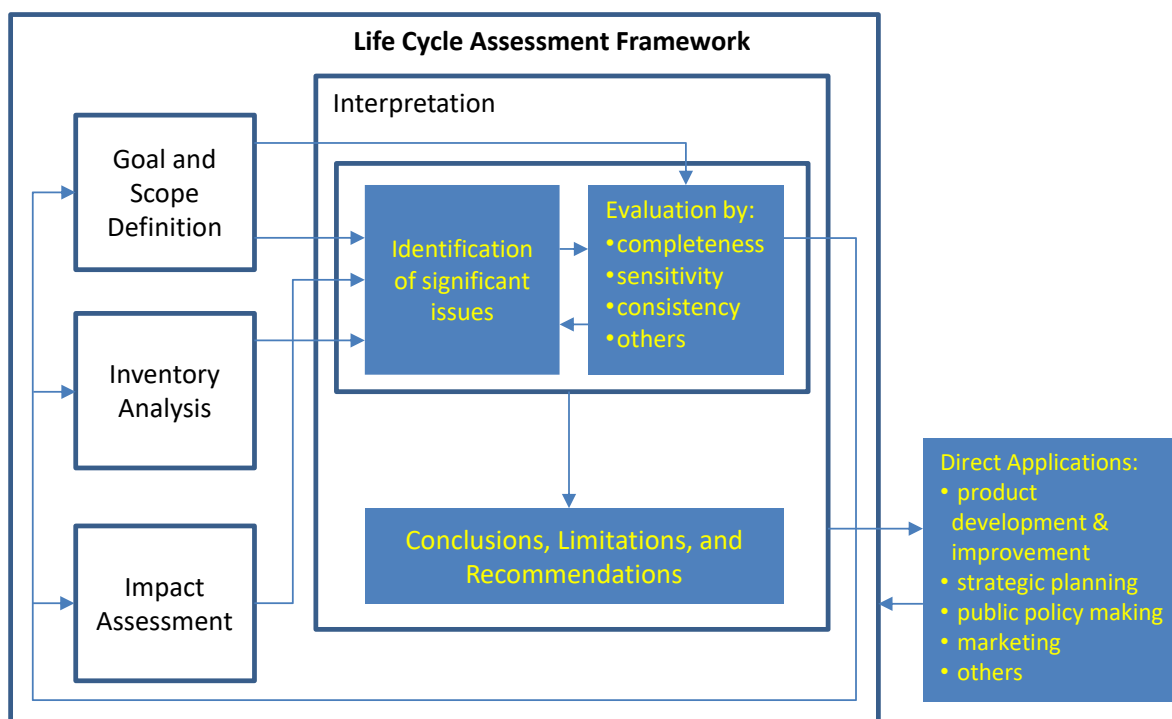 Life Cycle Assessment Framework
Interpretation
Goal and
Scope
Definition
Identification
of significant
issues
Evaluation by:
•completeness
•sensitivity
•consistency
•others
Inventory
Analysis
Impact
Assessment
Conclusions, Limitations, and
Recommendations
Direct Applications:
• product
development &
improvement
• strategic planning
• public policy making
• marketing
• others